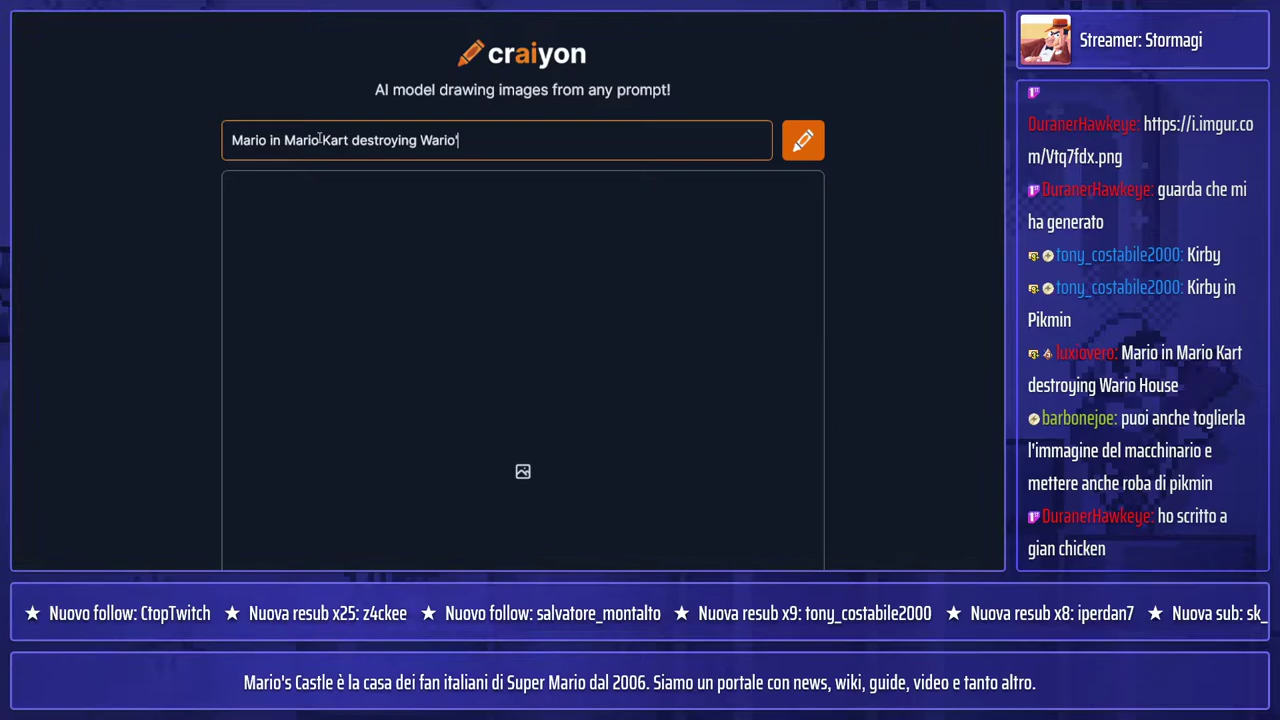 craiyon
AI model drawing images from any prompt!
Mario in Mario Kart destroying Wario'
Streamer: Stormagi
DuranerHawkeye: https://i.imgur.co
m/Vtq7fdx.png
DuranerHawkeye: guarda che mi
ha generato
tony_costabile2000: Kirby
tony_costabile2000: Kirby in
Pikmin
luxiovero: Mario in Mario Kart
destroying Wario House
barbonejoe: puoi anche toglierla
l'immagine del macchinario e
mettere anche roba di pikmin
DuranerHawkeye: ho scritto a
gian chicken
★ Nuovo follow: CtopTwitch ★ Nuova resub x25: z4ckee ★ Nuovo follow: salvatore_montalto ★ Nuova resub x9: tony_costabile2000 ★ Nuova resub x8: iperdan7 ★ Nuova sub: sk_
Mario's Castle è la casa dei fan italiani di Super Mario dal 2006. Siamo un portale con news, wiki, guide, video e tanto altro.